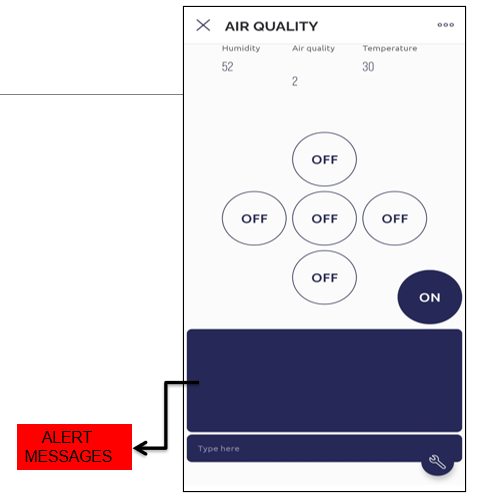 AIR QUALITY
Humidity Air quality Temperature
52 2 30
OFF
OFF OFF OFF
OFF
ON
ALERT
MESSAGES
Type here